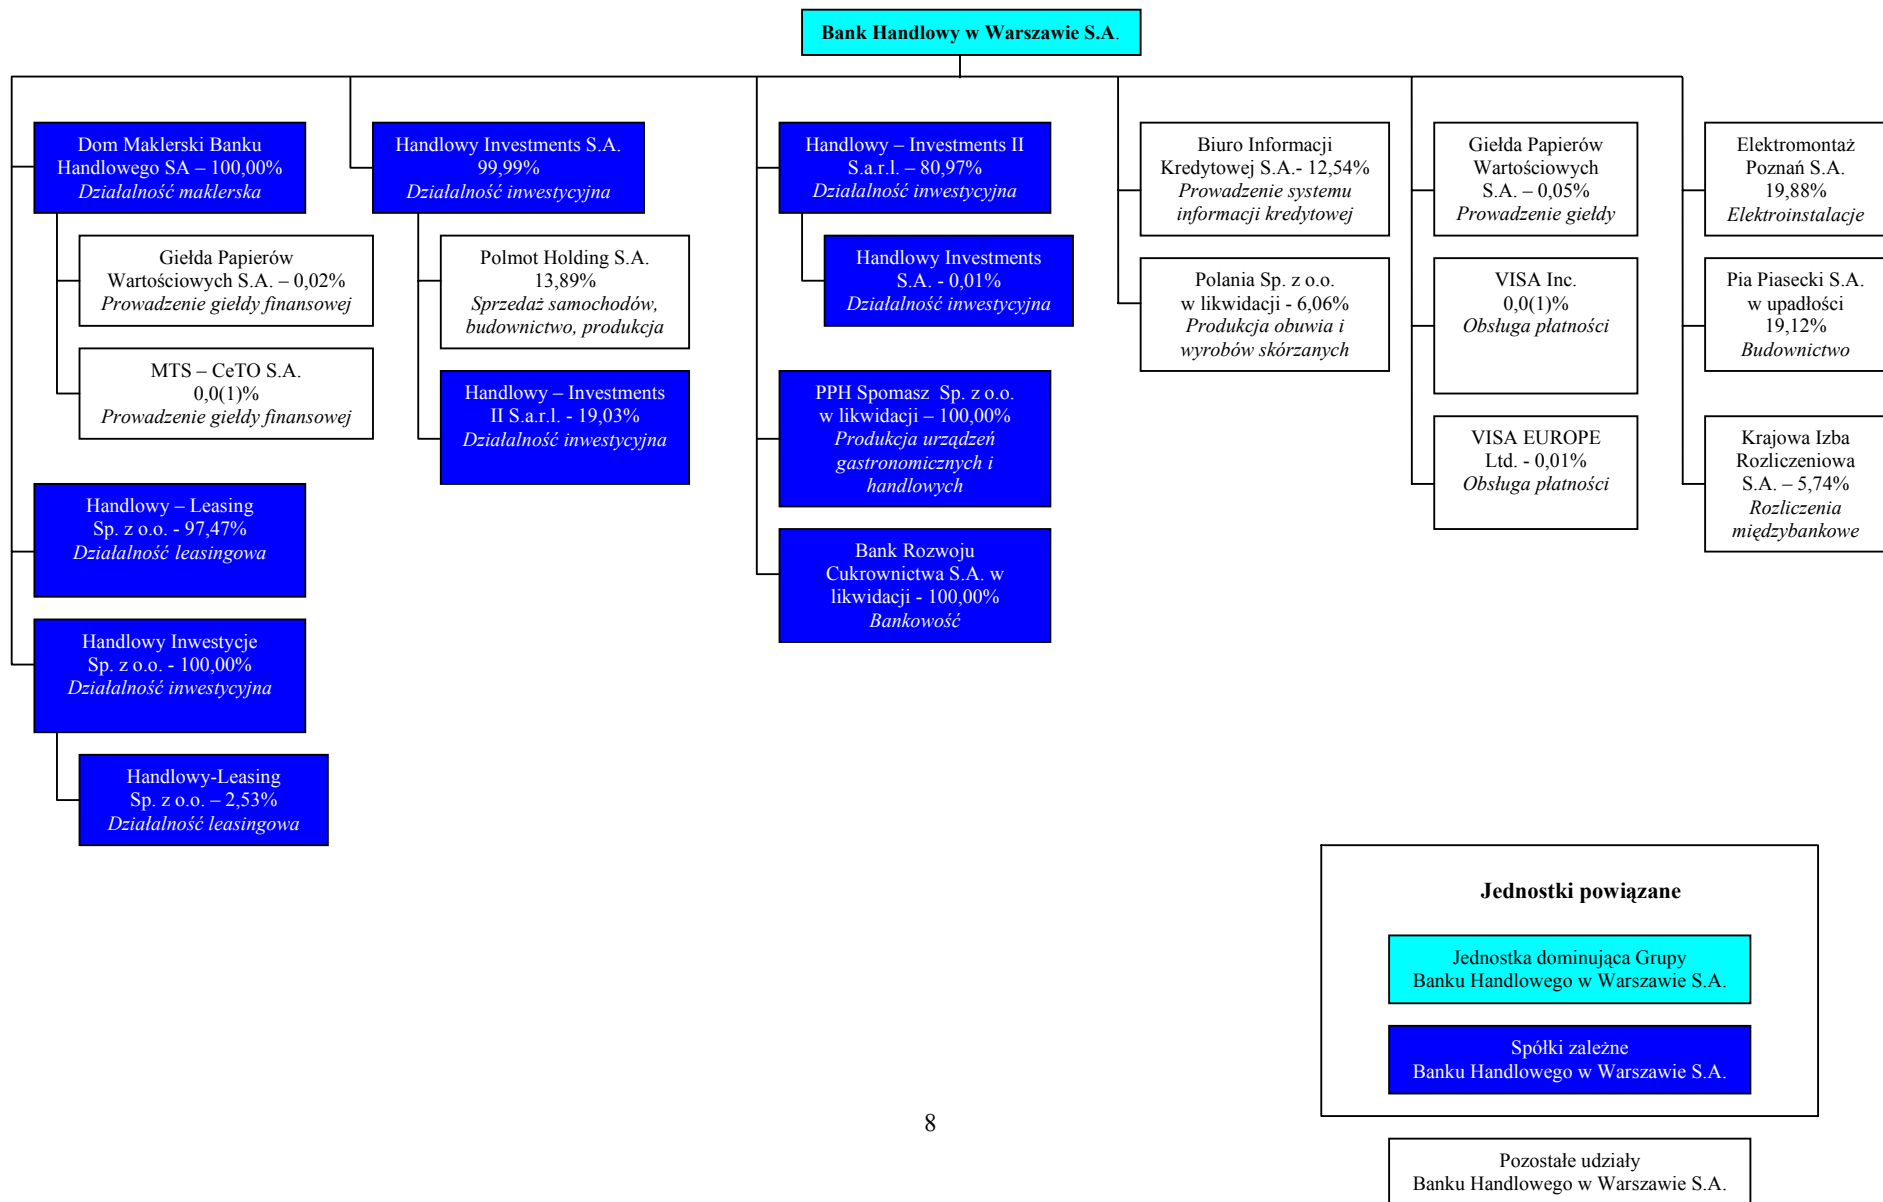 Bank Handlowy w Warszawie S.A.
Dom Maklerski Banku
Handlowego SA – 100,00%
Działalność maklerska
Giełda Papierów
Wartościowych S.A. – 0,02%
Prowadzenie giełdy finansowej
MTS – CeTO S.A.
0,0(1)%
Prowadzenie giełdy finansowej
Handlowy – Leasing
Sp. z o.o. - 97,47%
Działalność leasingowa
Handlowy Inwestycje
Sp. z o.o. - 100,00%
Działalność inwestycyjna
Handlowy-Leasing
Sp. z o.o. – 2,53%
Działalność leasingowa
Handlowy Investments S.A.
99,99%
Działalność inwestycyjna
Polmot Holding S.A.
13,89%
Sprzedaż samochodów,
budownictwo, produkcja
Handlowy – Investments
II S.a.r.l. - 19,03%
Działalność inwestycyjna
Handlowy – Investments II
S.a.r.l. – 80,97%
Działalność inwestycyjna
Handlowy Investments
S.A. - 0,01%
Działalność inwestycyjna
PPH Spomasz Sp. z o.o.
w likwidacji – 100,00%
Produkcja urządzeń
gastronomicznych i
handlowych
Bank Rozwoju
Cukrownictwa S.A. w
likwidacji - 100,00%
Bankowość
Biuro Informacji
Kredytowej S.A.- 12,54%
Prowadzenie systemu
informacji kredytowej
Polania Sp. z o.o.
w likwidacji - 6,06%
Produkcja obuwia i
wyrobów skórzanych
Giełda Papierów
Wartościowych
S.A. – 0,05%
Prowadzenie giełdy
VISA Inc.
0,0(1)%
Obsługa płatności
VISA EUROPE
Ltd. - 0,01%
Obsługa płatności
Elektromontaż
Poznań S.A.
19,88%
Elektroinstalacje
Pia Piasecki S.A.
w upadłości
19,12%
Budownictwo
Krajowa Izba
Rozliczeniowa
S.A. – 5,74%
Rozliczenia
międzybankowe
Jednostki powiązane
Jednostka dominująca Grupy
Banku Handlowego w Warszawie S.A.
Spółki zależne
Banku Handlowego w Warszawie S.A.
Pozostałe udziały
Banku Handlowego w Warszawie S.A.
8